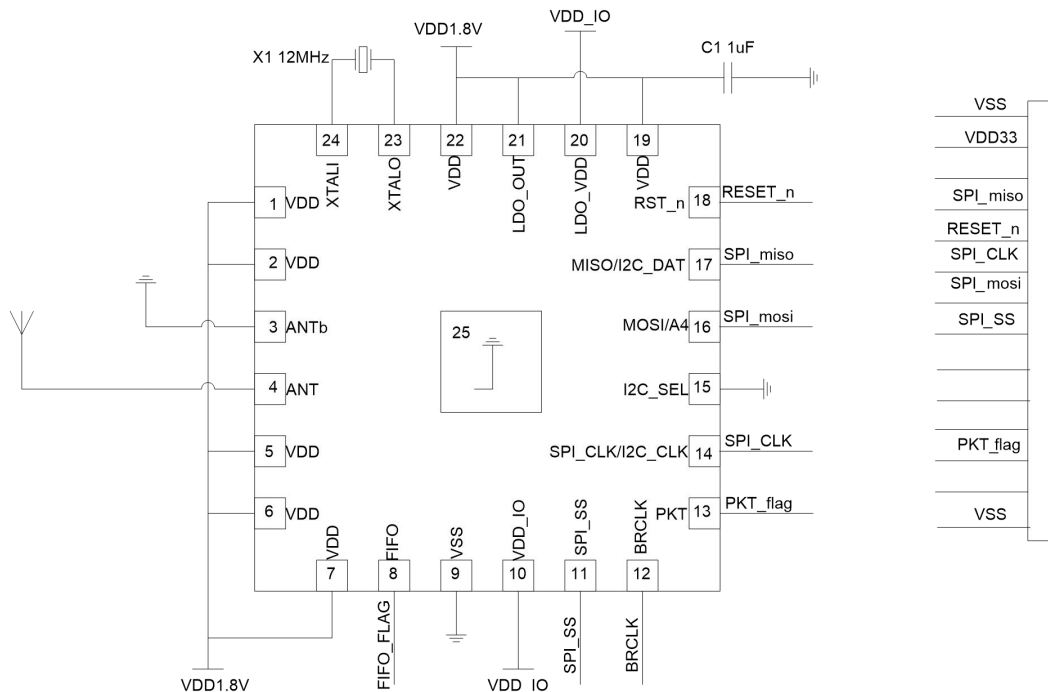 VDD_IO
VDD1.8V
X1 12MHz
C1 1uF
24
23
22
21
20
19
XTALI
XTALO
VDD
LDO_OUT
LDO_VDD
VDD
1 VDD
2 VDD
3 ANTb
4 ANT
5 VDD
6 VDD
25
RST_n 18 RESET_n
MISO/I2C_DAT 17 SPI_miso
MOSI/A4 16 SPI_mosi
I2C_SEL 15
SPI_CLK/I2C_CLK 14 SPI_CLK
PKT 13 PKT_flag
VDD
FIFO
VSS
VDD_IO
SPI_SS
BRCLK
7
8
9
10
11
12
FIFO_FLAG
SPI_SS
BRCLK
VDD1.8V
VDD_IO
VSS
VDD33
SPI_miso
RESET_n
SPI_CLK
SPI_mosi
SPI_SS
PKT_flag
VSS